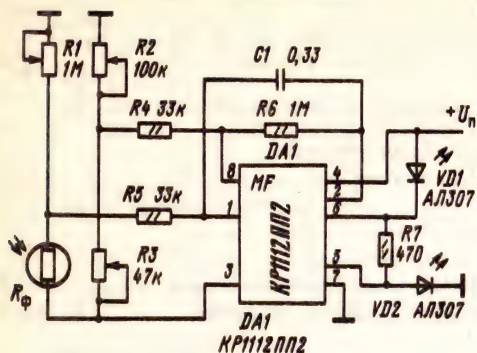 R1
1М
R2
100к
C1 0,33
R4 33к
R6 1М
DA1
+Uп
R5 33к
8
1
3
MF
КР1112ПП2
4
2
6
5
7
VD1
АЛ307
R7
470
Rф
R3
47к
VD2 АЛ307
DA1
КР1112ПП2